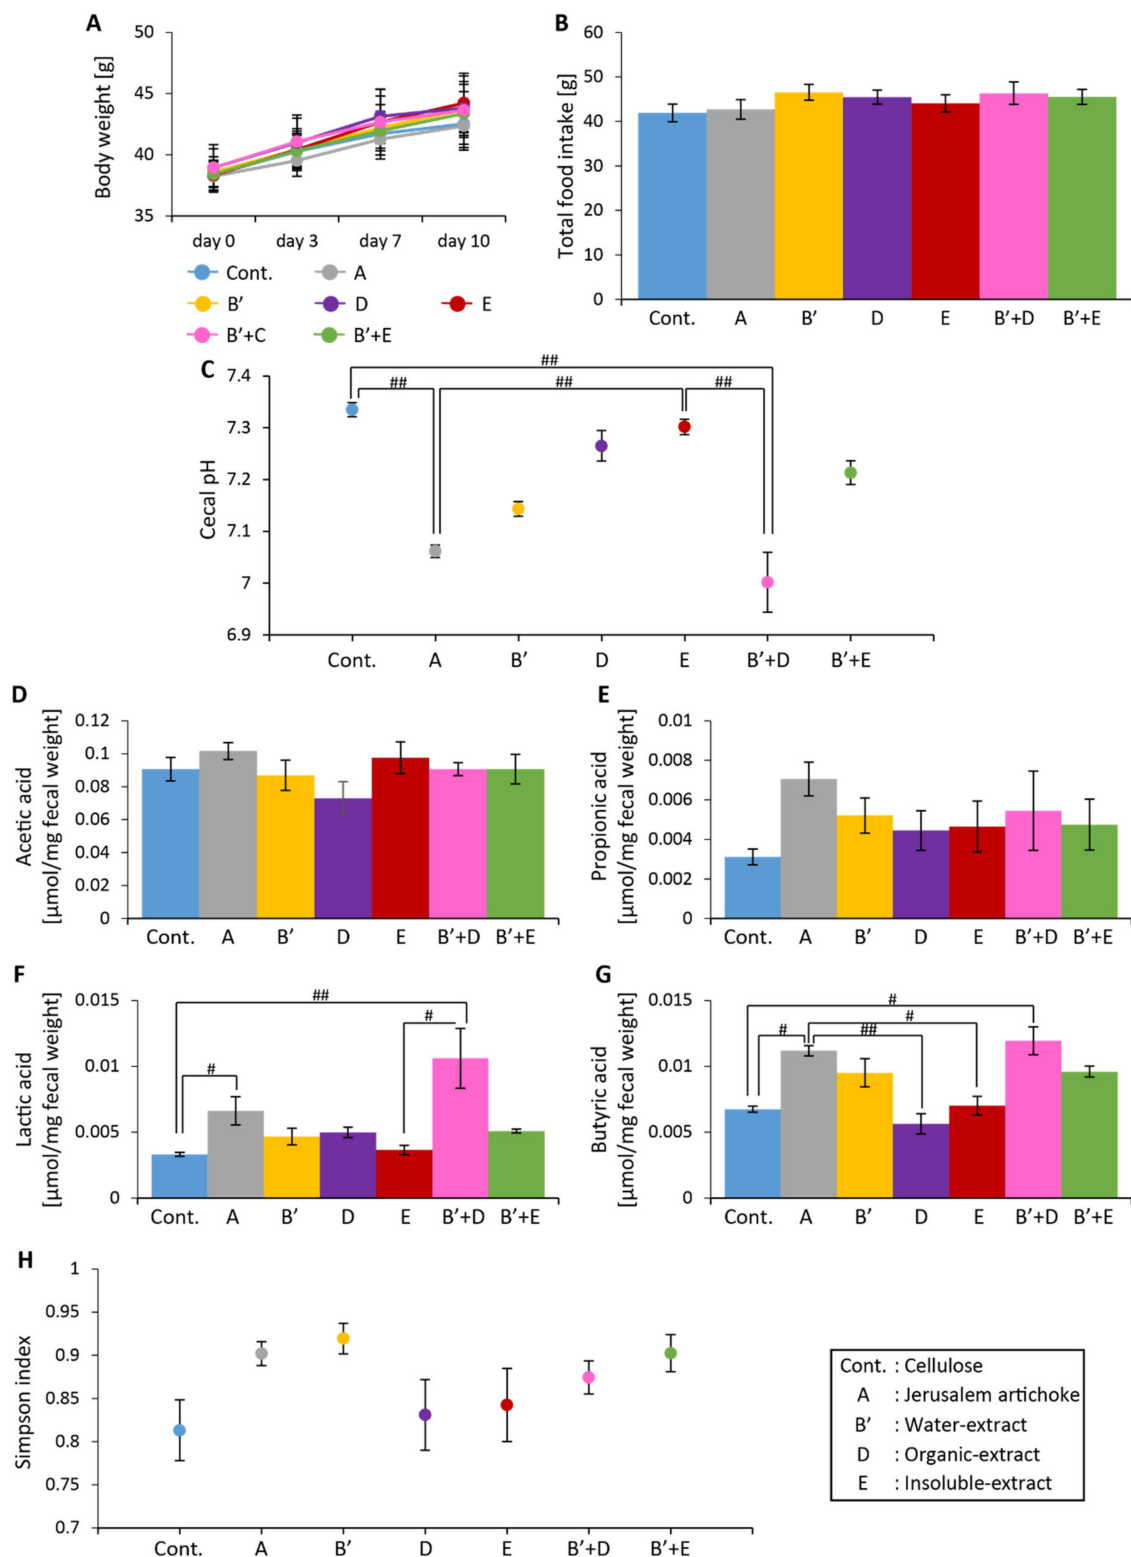 A
50
45
40
35
Body weight [g]
day 0 day 3 day 7 day 10
Cont. A
B’ D E
B’+C B’+E
B
60
50
40
30
20
10
0
Total food intake [g]
Cont. A B’ D E B’+D B’+E
C
7.4
7.3
7.2
7.1
7
6.9
Cecal pH
##
## ## ##
Cont. A B’ D E B’+D B’+E
D
0.12
0.1
0.08
0.06
0.04
0.02
0
Acetic acid
[µmol/mg fecal weight]
Cont. A B’ D E B’+D B’+E
E
0.01
0.008
0.006
0.004
0.002
0
Propionic acid
[µmol/mg fecal weight]
Cont. A B’ D E B’+D B’+E
F
0.015
0.01
0.005
0
Lactic acid
[µmol/mg fecal weight]
##
#
#
Cont. A B’ D E B’+D B’+E
G
0.015
0.01
0.005
0
Butyric acid
[µmol/mg fecal weight]
#
#
# ##
Cont. A B’ D E B’+D B’+E
H
1
0.95
0.9
0.85
0.8
0.75
0.7
Simpson index
Cont. A B’ D E B’+D B’+E
Cont. : Cellulose
A : Jerusalem artichoke
B’ : Water-extract
D : Organic-extract
E : Insoluble-extract